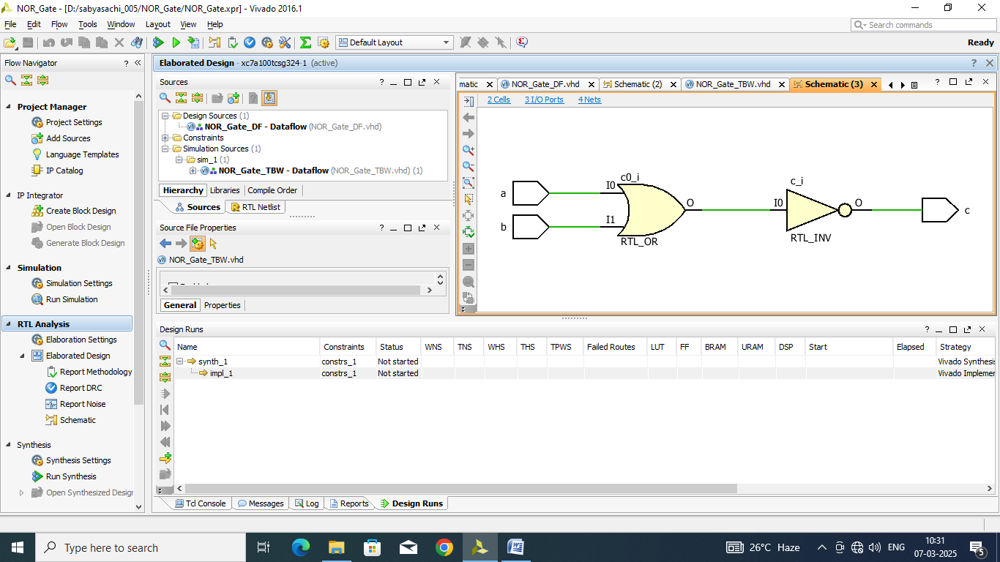 NOR_Gate - [D:/sabyasachi_005/NOR_Gate/NOR_Gate.xpr] - Vivado 2016.1
File Edit Flow Tools Window Layout View Help
Search commands
Default Layout
Ready
Flow Navigator
Project Manager
Project Settings
Add Sources
Language Templates
IP Catalog
IP Integrator
Create Block Design
Open Block Design
Generate Block Design
Simulation
Simulation Settings
Run Simulation
RTL Analysis
Elaboration Settings
Elaborated Design
Report Methodology
Report DRC
Report Noise
Schematic
Synthesis
Synthesis Settings
Run Synthesis
Open Synthesized Design
Elaborated Design - xc7a100tcsg324-1 (active)
Sources
Design Sources (1)
NOR_Gate_DF - Dataflow (NOR_Gate_DF.vhd)
Constraints
Simulation Sources (1)
sim_1 (1)
NOR_Gate_TBW - Dataflow (NOR_Gate_TBW.vhd) (1)
Hierarchy Libraries Compile Order
Sources RTL Netlist
Source File Properties
NOR_Gate_TBW.vhd
General Properties
matic NOR_Gate_DF.vhd Schematic (2) NOR_Gate_TBW.vhd Schematic (3)
2 Cells 3 I/O Ports 4 Nets
c0_i
c_i
a I0
b I1
O
I0
O
c
RTL_OR
RTL_INV
Design Runs
Name Constraints Status WNS TNS WHS THS TPWS Failed Routes LUT FF BRAM URAM DSP Start Elapsed Strategy
synth_1 constrs_1 Not started Vivado Synthesis
impl_1 constrs_1 Not started Vivado Implemen
Tcl Console Messages Log Reports Design Runs
Type here to search
26°C Haze
ENG
10:31
07-03-2025
5